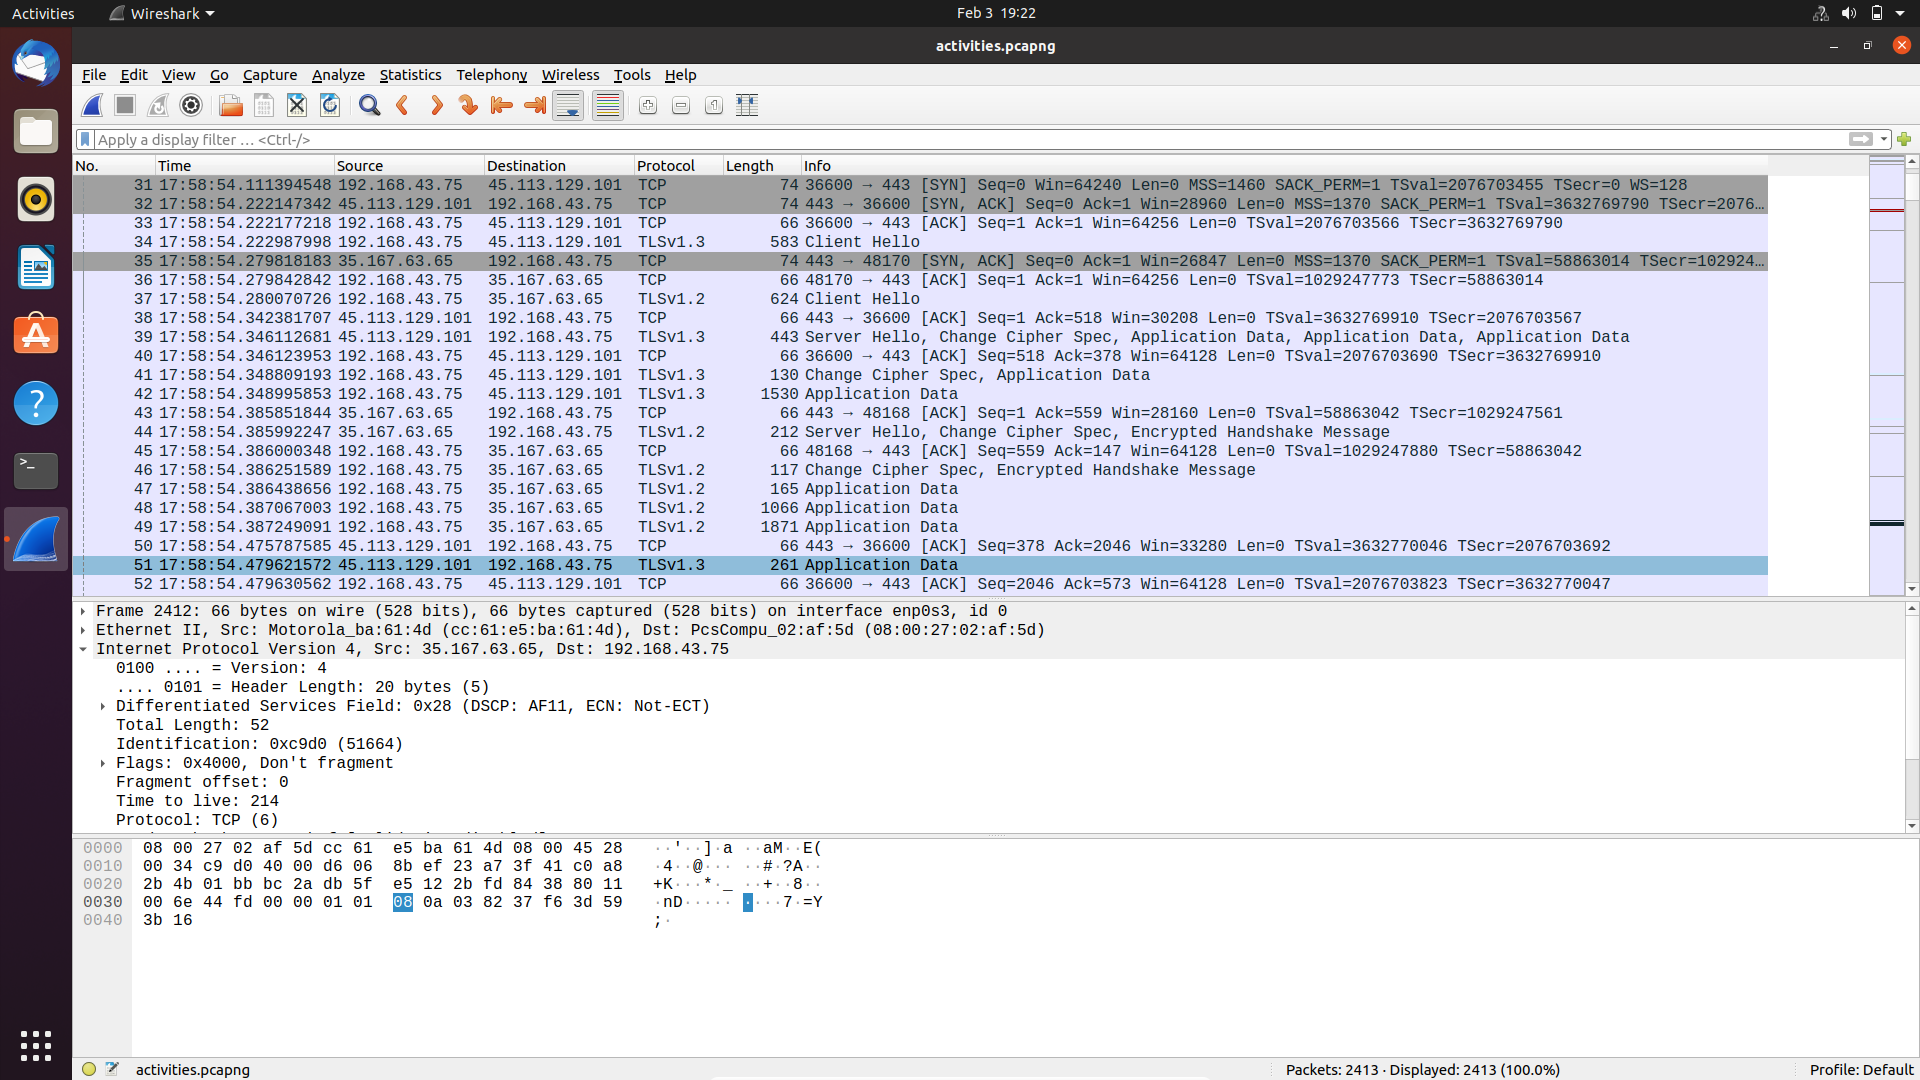 Activities Wireshark Feb 3 19:22
activities.pcapng
File Edit View Go Capture Analyze Statistics Telephony Wireless Tools Help
Apply a display filter … <Ctrl-/>
No. Time Source Destination Protocol Length Info
31 17:58:54.111394548 192.168.43.75 45.113.129.101 TCP 74 36600 → 443 [SYN] Seq=0 Win=64240 Len=0 MSS=1460 SACK_PERM=1 TSval=2076703455 TSecr=0 WS=128
32 17:58:54.222147342 45.113.129.101 192.168.43.75 TCP 74 443 → 36600 [SYN, ACK] Seq=0 Ack=1 Win=28960 Len=0 MSS=1370 SACK_PERM=1 TSval=3632769790 TSecr=2076…
33 17:58:54.222177218 192.168.43.75 45.113.129.101 TCP 66 36600 → 443 [ACK] Seq=1 Ack=1 Win=64256 Len=0 TSval=2076703566 TSecr=3632769790
34 17:58:54.222987998 192.168.43.75 45.113.129.101 TLSv1.3 583 Client Hello
35 17:58:54.279818183 35.167.63.65 192.168.43.75 TCP 74 443 → 48170 [SYN, ACK] Seq=0 Ack=1 Win=26847 Len=0 MSS=1370 SACK_PERM=1 TSval=58863014 TSecr=102924…
36 17:58:54.279842842 192.168.43.75 35.167.63.65 TCP 66 48170 → 443 [ACK] Seq=1 Ack=1 Win=64256 Len=0 TSval=1029247773 TSecr=58863014
37 17:58:54.280070726 192.168.43.75 35.167.63.65 TLSv1.2 624 Client Hello
38 17:58:54.342381707 45.113.129.101 192.168.43.75 TCP 66 443 → 36600 [ACK] Seq=1 Ack=518 Win=30208 Len=0 TSval=3632769910 TSecr=2076703567
39 17:58:54.346112681 45.113.129.101 192.168.43.75 TLSv1.3 443 Server Hello, Change Cipher Spec, Application Data, Application Data, Application Data
40 17:58:54.346123953 192.168.43.75 45.113.129.101 TCP 66 36600 → 443 [ACK] Seq=518 Ack=378 Win=64128 Len=0 TSval=2076703690 TSecr=3632769910
41 17:58:54.348809193 192.168.43.75 45.113.129.101 TLSv1.3 130 Change Cipher Spec, Application Data
42 17:58:54.348995853 192.168.43.75 45.113.129.101 TLSv1.3 1530 Application Data
43 17:58:54.385851844 35.167.63.65 192.168.43.75 TCP 66 443 → 48168 [ACK] Seq=1 Ack=559 Win=28160 Len=0 TSval=58863042 TSecr=1029247561
44 17:58:54.385992247 35.167.63.65 192.168.43.75 TLSv1.2 212 Server Hello, Change Cipher Spec, Encrypted Handshake Message
45 17:58:54.386000348 192.168.43.75 35.167.63.65 TCP 66 48168 → 443 [ACK] Seq=559 Ack=147 Win=64128 Len=0 TSval=1029247880 TSecr=58863042
46 17:58:54.386251589 192.168.43.75 35.167.63.65 TLSv1.2 117 Change Cipher Spec, Encrypted Handshake Message
47 17:58:54.386438656 192.168.43.75 35.167.63.65 TLSv1.2 165 Application Data
48 17:58:54.387067003 192.168.43.75 35.167.63.65 TLSv1.2 1066 Application Data
49 17:58:54.387249091 192.168.43.75 35.167.63.65 TLSv1.2 1871 Application Data
50 17:58:54.475787585 45.113.129.101 192.168.43.75 TCP 66 443 → 36600 [ACK] Seq=378 Ack=2046 Win=33280 Len=0 TSval=3632770046 TSecr=2076703692
51 17:58:54.479621572 45.113.129.101 192.168.43.75 TLSv1.3 261 Application Data
52 17:58:54.479630562 192.168.43.75 45.113.129.101 TCP 66 36600 → 443 [ACK] Seq=2046 Ack=573 Win=64128 Len=0 TSval=2076703823 TSecr=3632770047
Frame 2412: 66 bytes on wire (528 bits), 66 bytes captured (528 bits) on interface enp0s3, id 0
Ethernet II, Src: Motorola_ba:61:4d (cc:61:e5:ba:61:4d), Dst: PcsCompu_02:af:5d (08:00:27:02:af:5d)
Internet Protocol Version 4, Src: 35.167.63.65, Dst: 192.168.43.75
0100 .... = Version: 4
.... 0101 = Header Length: 20 bytes (5)
Differentiated Services Field: 0x28 (DSCP: AF11, ECN: Not-ECT)
Total Length: 52
Identification: 0xc9d0 (51664)
Flags: 0x4000, Don't fragment
Fragment offset: 0
Time to live: 214
Protocol: TCP (6)
0000 08 00 27 02 af 5d cc 61 e5 ba 61 4d 08 00 45 28 ··'··]·a ··aM··E(
0010 00 34 c9 d0 40 00 d6 06 8b ef 23 a7 3f 41 c0 a8 ·4··@··· ··#·?A··
0020 2b 4b 01 bb bc 2a db 5f e5 12 2b fd 84 38 80 11 +K···*·_ ··+··8··
0030 00 6e 44 fd 00 00 01 01 08 0a 03 82 37 f6 3d 59 ·nD····· ····7·=Y
0040 3b 16 ;·
activities.pcapng Packets: 2413 · Displayed: 2413 (100.0%) Profile: Default